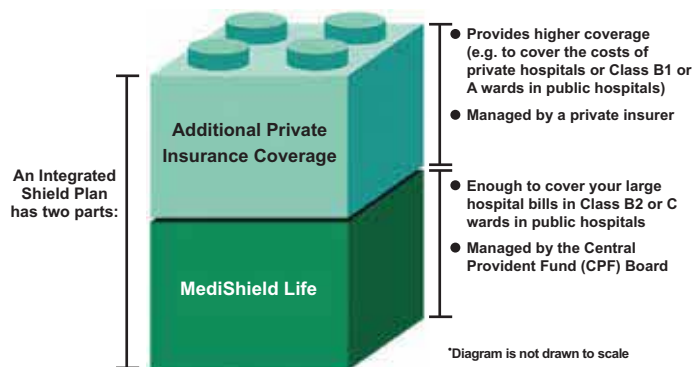 An Integrated
Shield Plan
has two parts:
Additional Private
Insurance Coverage
MediShield Life
● Provides higher coverage
(e.g. to cover the costs of
private hospitals or Class B1 or
A wards in public hospitals)
● Managed by a private insurer
● Enough to cover your large
hospital bills in Class B2 or C
wards in public hospitals
● Managed by the Central
Provident Fund (CPF) Board
*Diagram is not drawn to scale